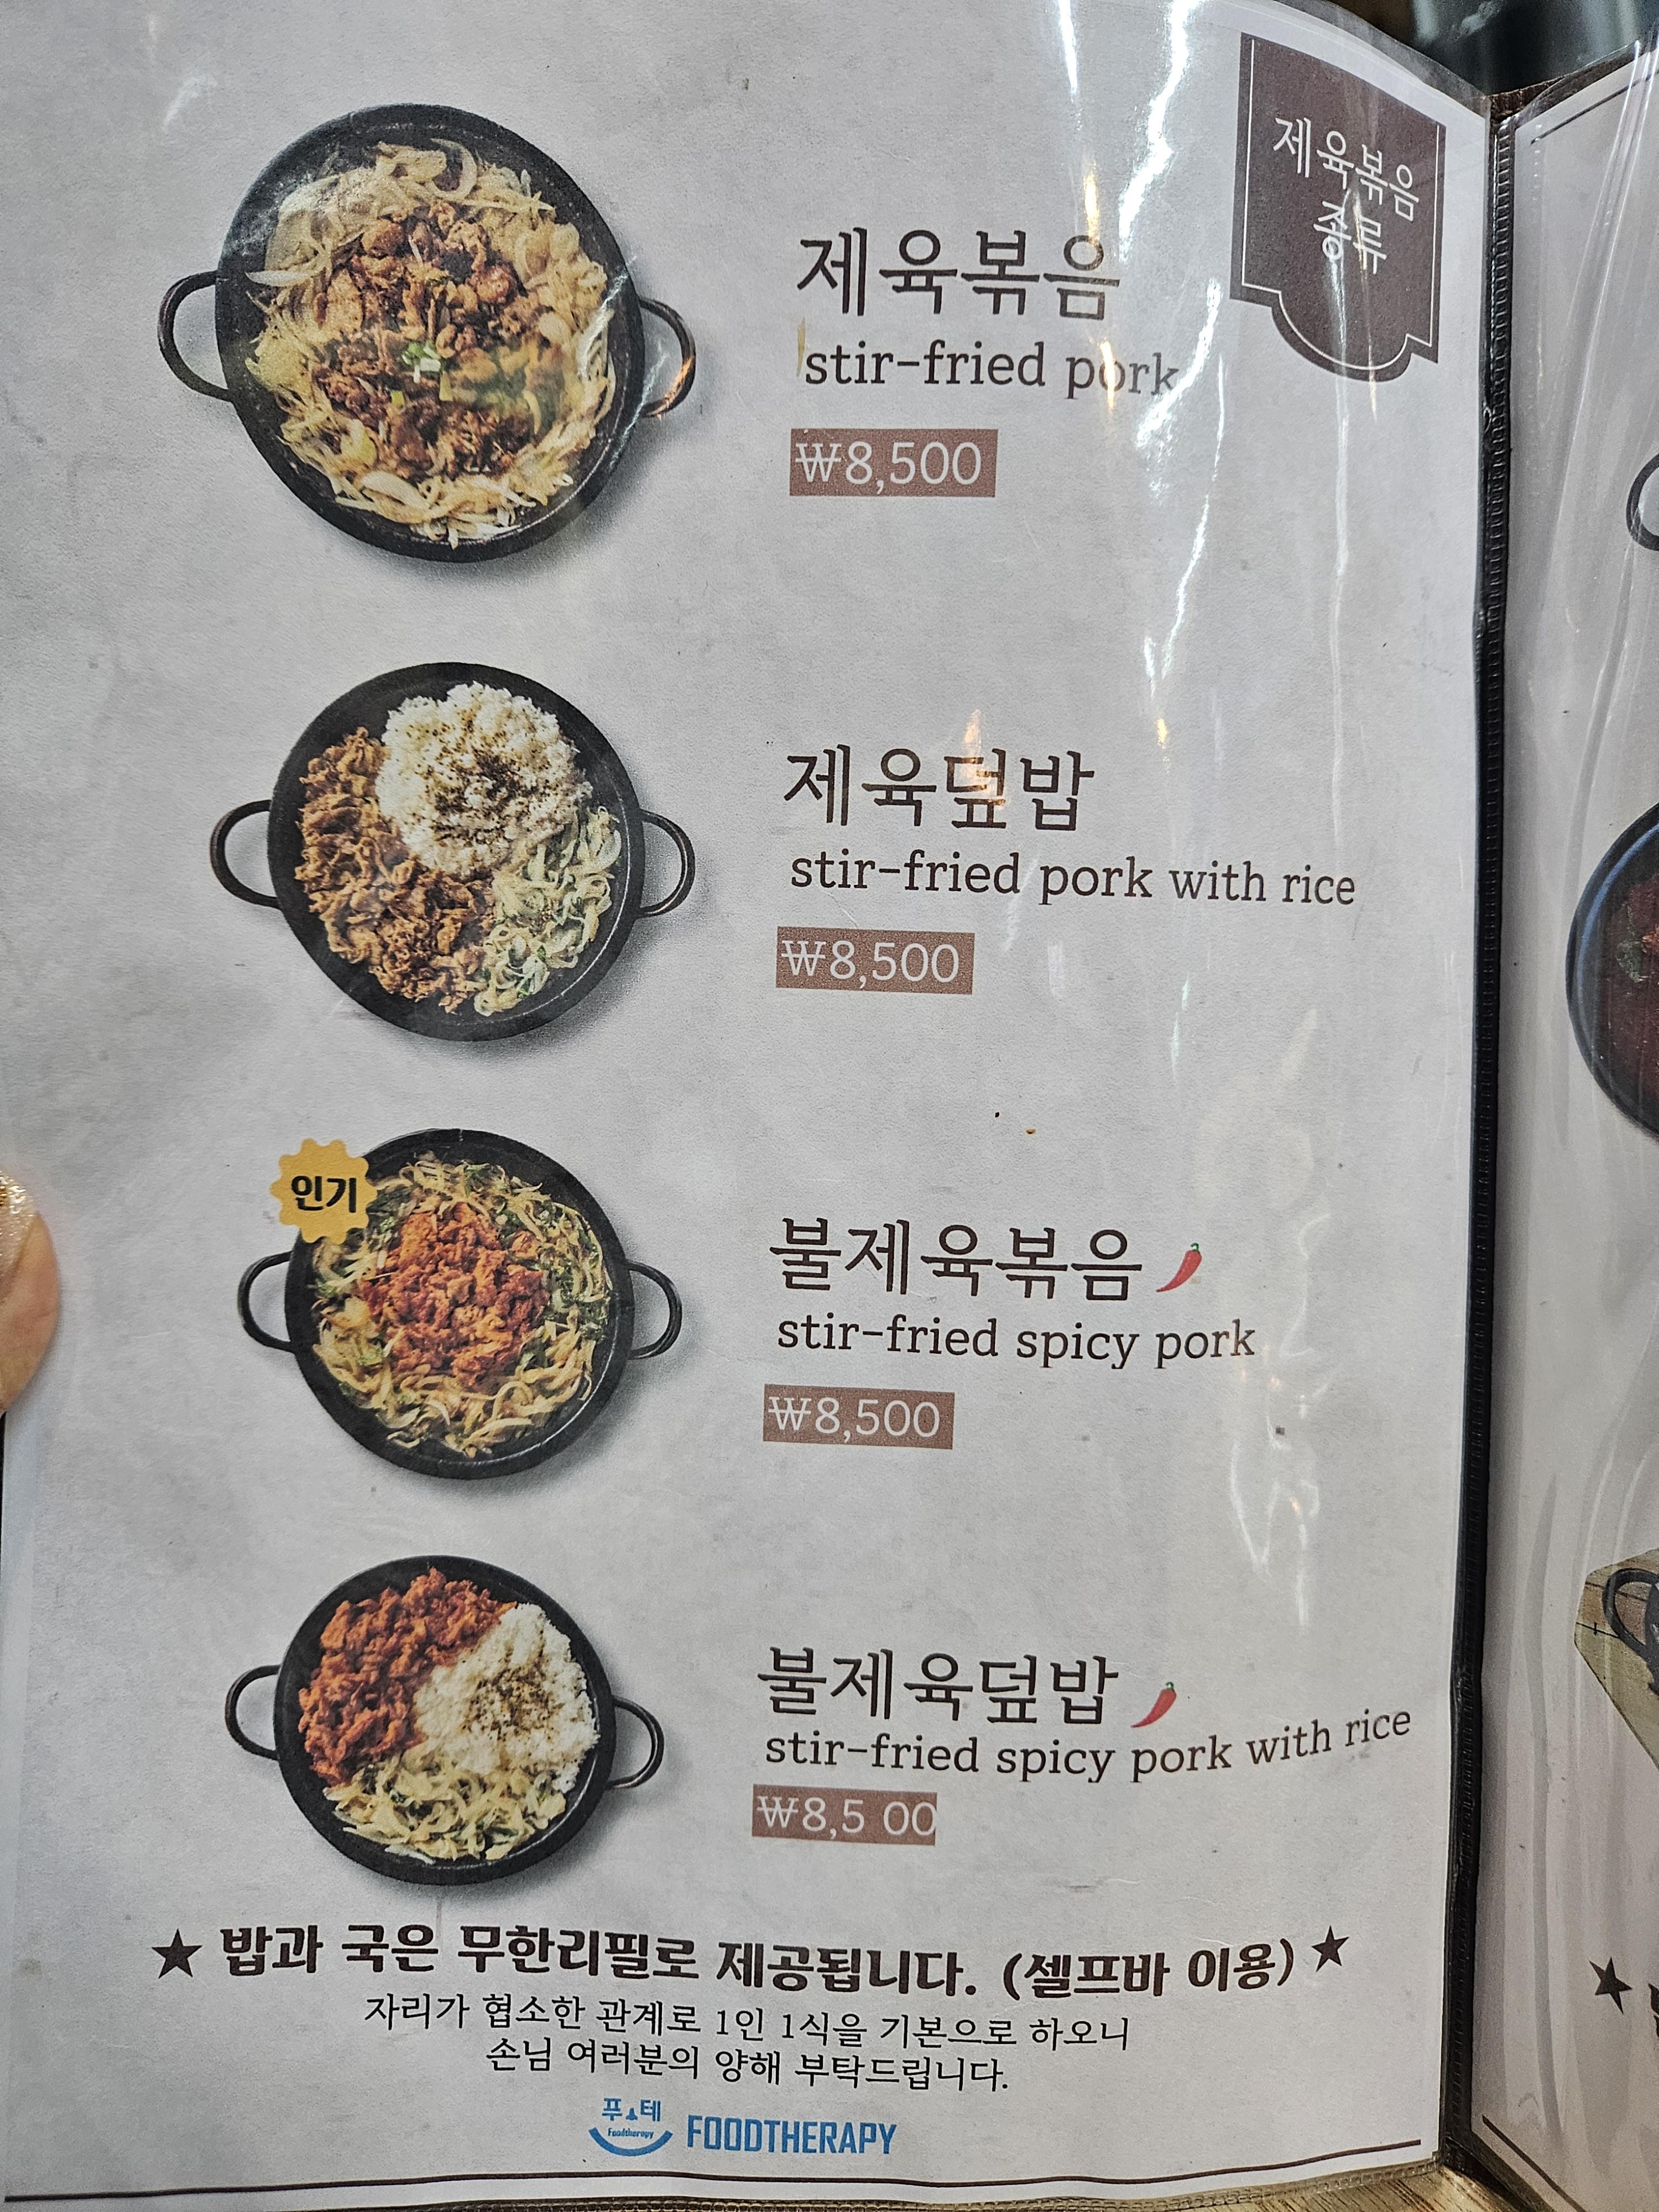 제육볶음
종류
제육볶음
stir-fried pork
₩8,500
제육덮밥
stir-fried pork with rice
₩8,500
인기
불제육볶음
stir-fried spicy pork
₩8,500
불제육덮밥
stir-fried spicy pork with rice
₩8,5 00
★ 밥과 국은 무한리필로 제공됩니다. (셀프바 이용) ★
자리가 협소한 관계로 1인 1식을 기본으로 하오니
손님 여러분의 양해 부탁드립니다.
푸 테
Foodtherapy
FOODTHERAPY
★